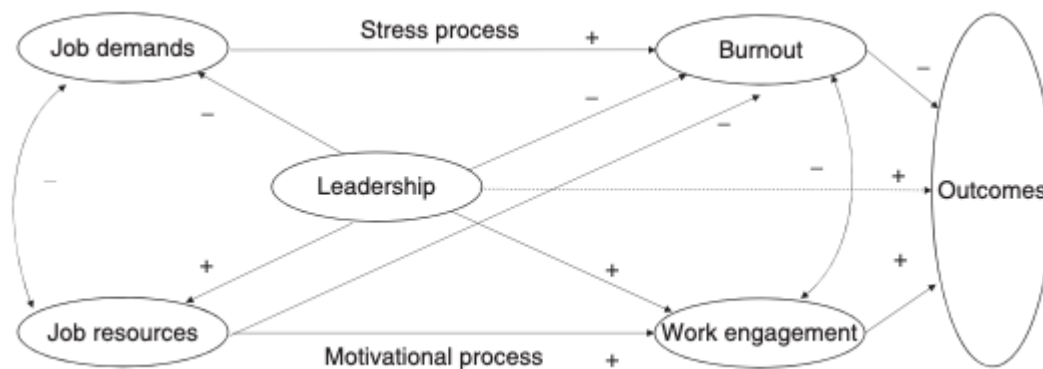 Job demands
Stress process
+
Burnout
–
–
–
–
Leadership
–
–
+
Outcomes
+
+
+
Job resources
Motivational process
+
Work engagement